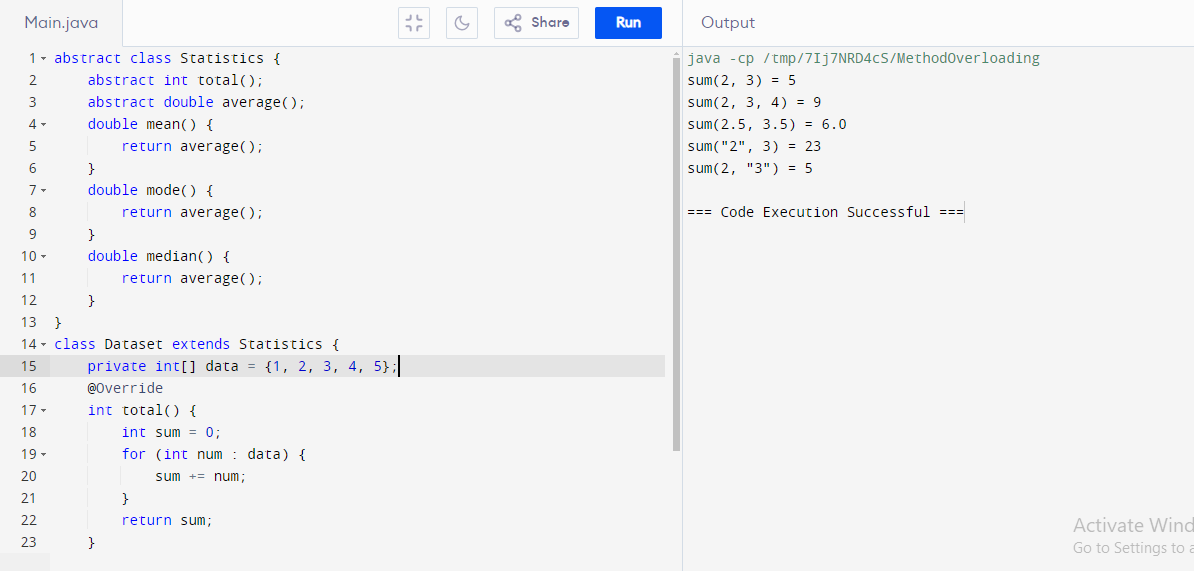 Main.java
Share
Run
Output
1 abstract class Statistics {
2 abstract int total();
3 abstract double average();
4 double mean() {
5 return average();
6 }
7 double mode() {
8 return average();
9 }
10 double median() {
11 return average();
12 }
13 }
14 class Dataset extends Statistics {
15 private int[] data = {1, 2, 3, 4, 5};
16 @Override
17 int total() {
18 int sum = 0;
19 for (int num : data) {
20 sum += num;
21 }
22 return sum;
23 }
java -cp /tmp/7Ij7NRD4cS/MethodOverloading
sum(2, 3) = 5
sum(2, 3, 4) = 9
sum(2.5, 3.5) = 6.0
sum("2", 3) = 23
sum(2, "3") = 5
=== Code Execution Successful ===
Activate Wind
Go to Settings to a